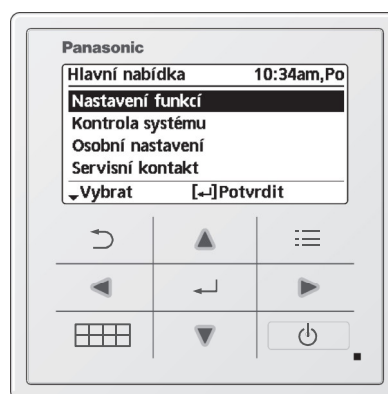 Panasonic
Hlavní nabídka 10:34am,Po
Nastavení funkcí
Kontrola systému
Osobní nastavení
Servisní kontakt
Vybrat [↵]Potvrdit